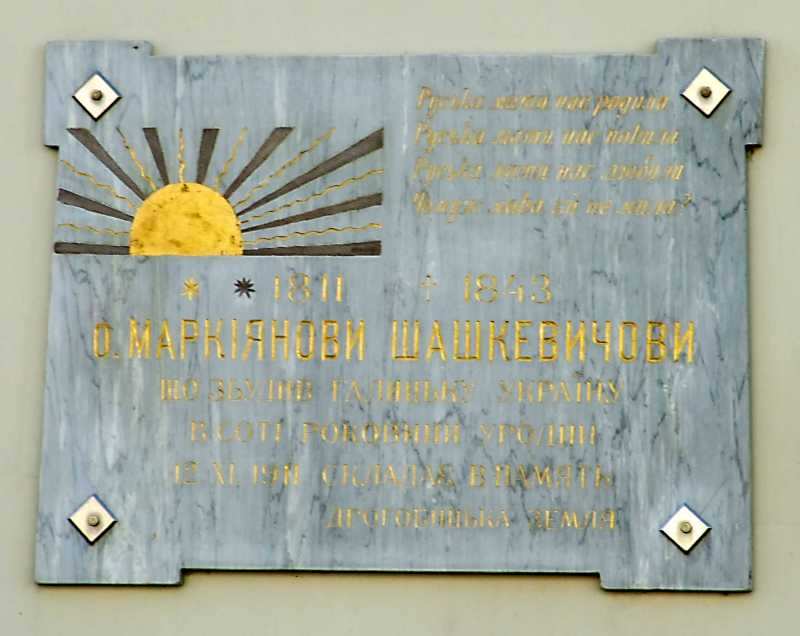 Руська мати нас родила
Руська мати нас повила
Руська мати нас любила
Чомуж мова єй не мила?
* * 1811 † 1843
о. МАРКІЯНОВИ ШАШКЕВИЧОВИ
ЩО ЗБУДИВ ГАЛИЦЬКУ УКРАЇНУ
В СОТІ РОКОВИНИ УРОДИН
12 XI. 1911 СКЛАДАЄ В ПАМЯТЬ
ДРОГОБИЦЬКА ЗЕМЛЯ